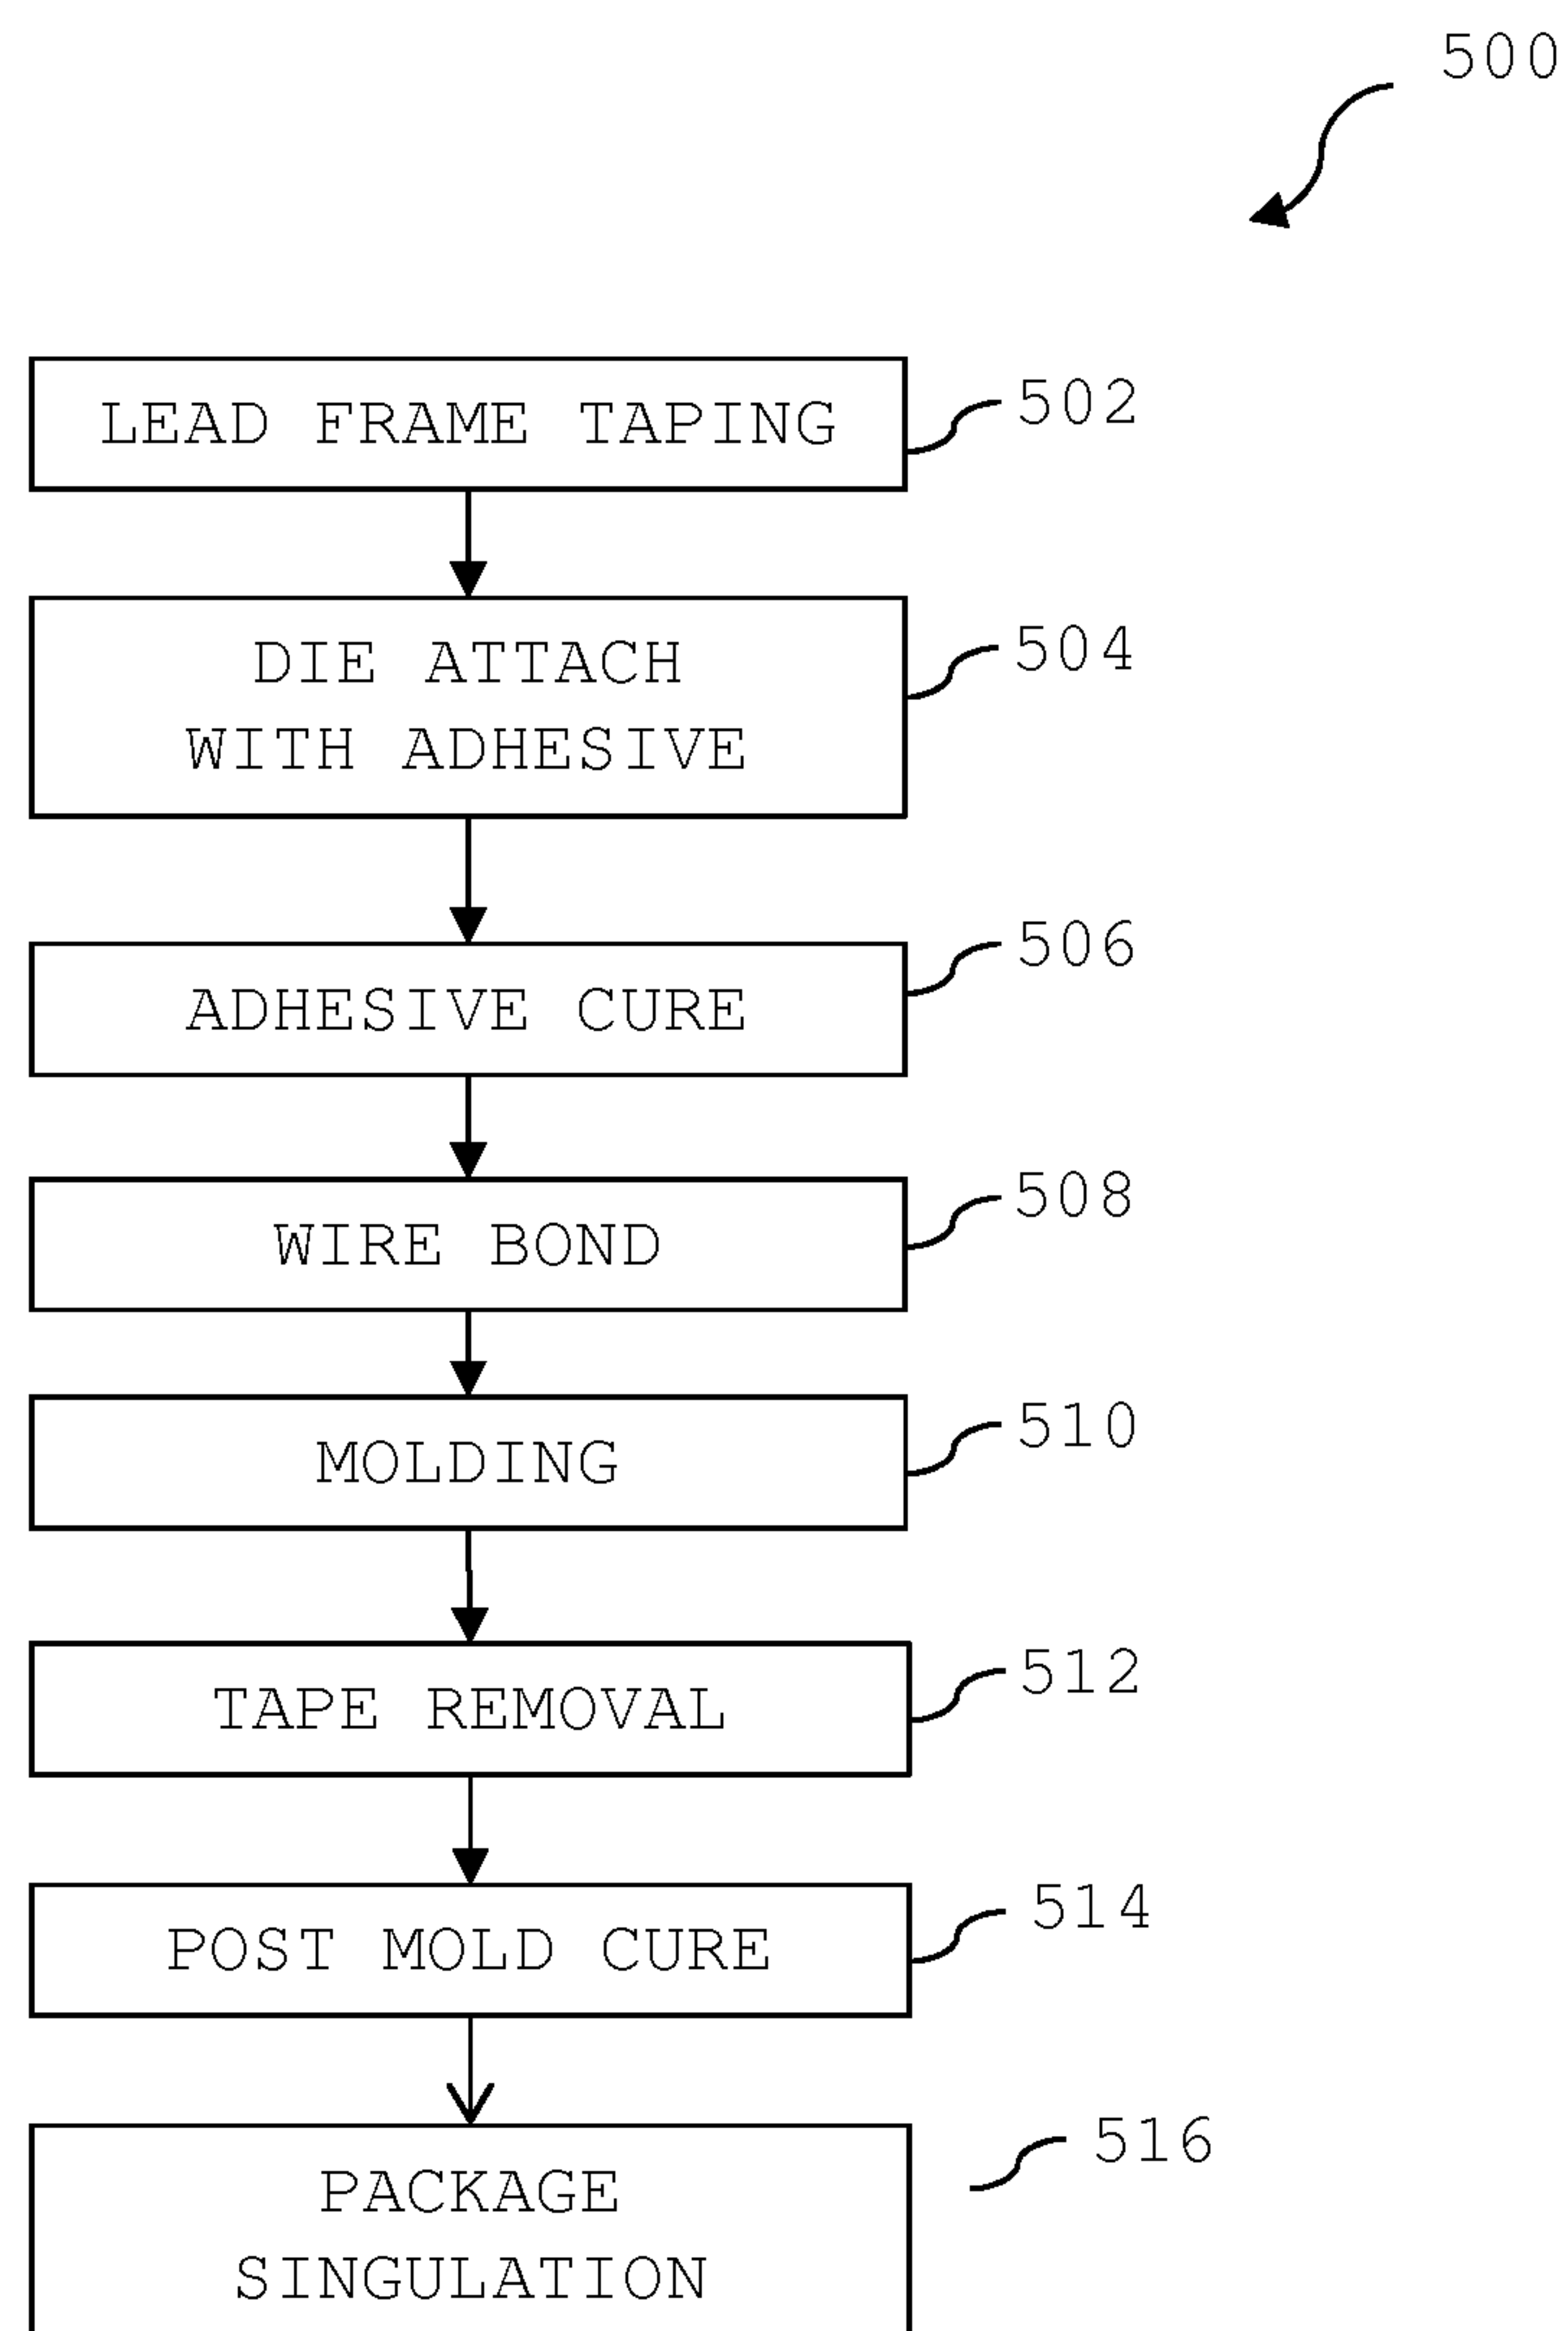 500
LEAD FRAME TAPING
502
DIE ATTACH
WITH ADHESIVE
504
ADHESIVE CURE
506
WIRE BOND
508
MOLDING
510
TAPE REMOVAL
512
POST MOLD CURE
514
PACKAGE
SINGULATION
516